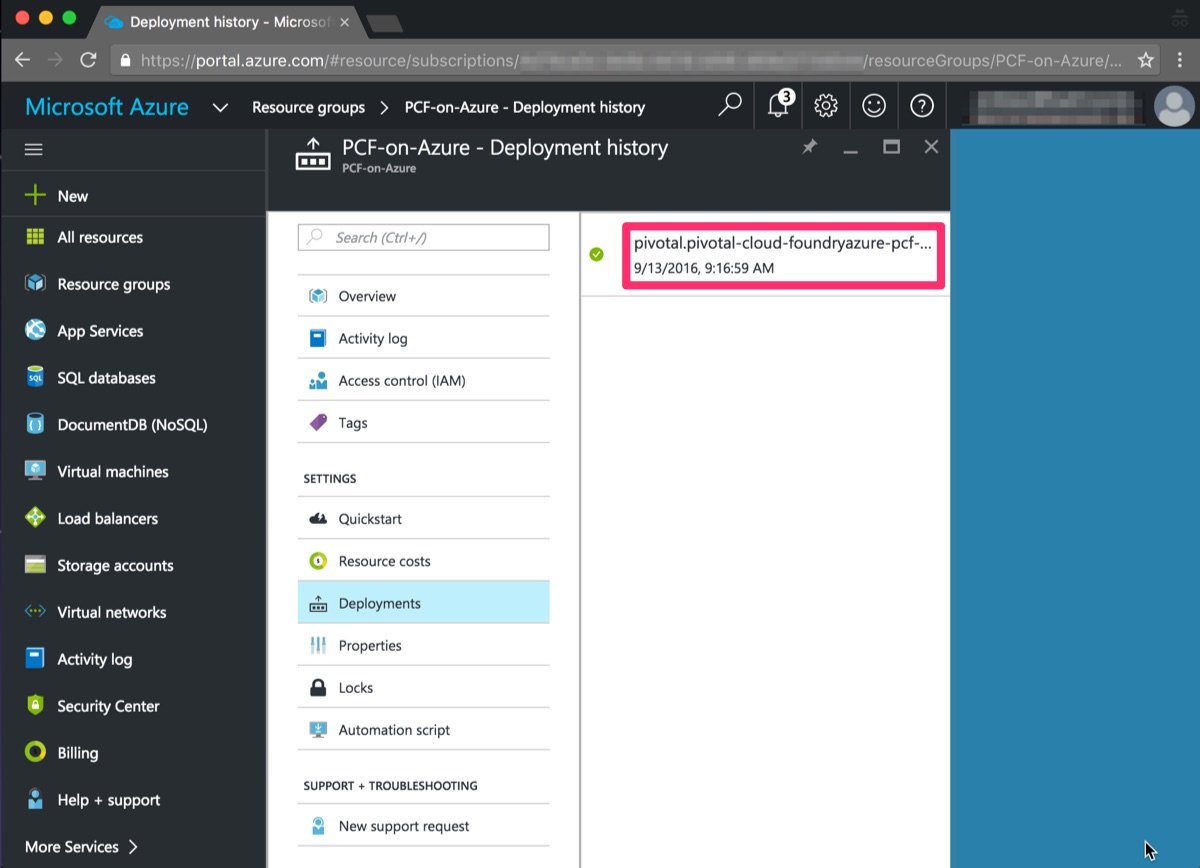 Deployment history - Microsof
https://portal.azure.com/#resource/subscriptions/ /resourceGroups/PCF-on-Azure/...
Microsoft Azure Resource groups > PCF-on-Azure - Deployment history 3
PCF-on-Azure - Deployment history
PCF-on-Azure
New
All resources
Resource groups
App Services
SQL databases
DocumentDB (NoSQL)
Virtual machines
Load balancers
Storage accounts
Virtual networks
Activity log
Security Center
Billing
Help + support
More Services >
Search (Ctrl+/)
Overview
Activity log
Access control (IAM)
Tags
SETTINGS
Quickstart
Resource costs
Deployments
Properties
Locks
Automation script
SUPPORT + TROUBLESHOOTING
New support request
pivotal.pivotal-cloud-foundryazure-pcf-...
9/13/2016, 9:16:59 AM